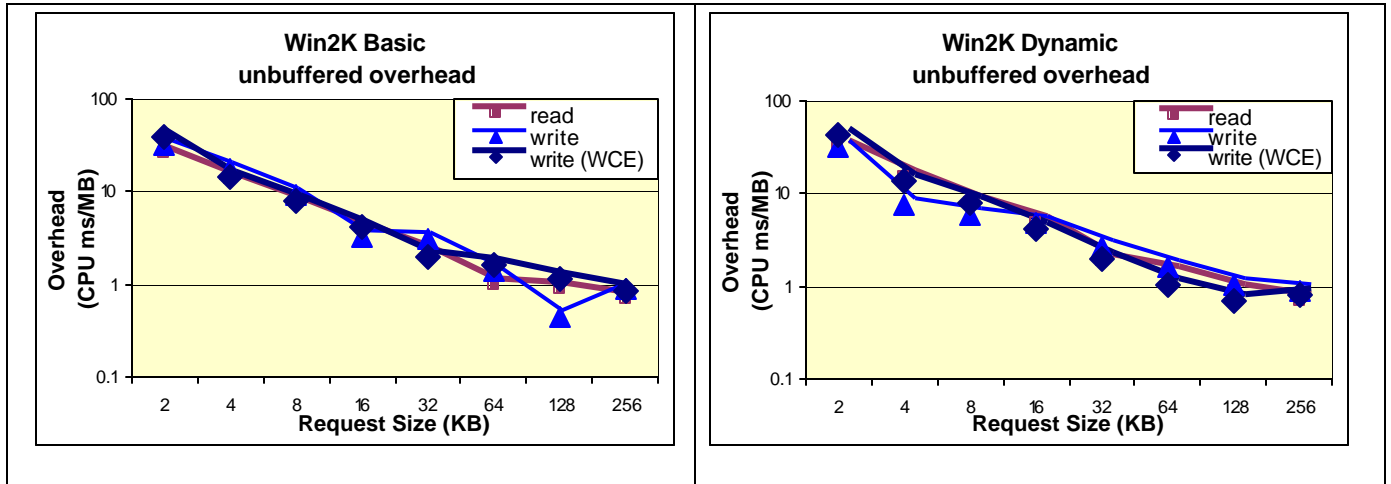 Win2K Basic
unbuffered overhead
100
10
1
0.1
Overhead
(CPU ms/MB)
read
write
write (WCE)
2 4 8 16 32 64 128 256
Request Size (KB)
Win2K Dynamic
unbuffered overhead
100
10
1
0.1
Overhead
(CPU ms/MB)
read
write
write (WCE)
2 4 8 16 32 64 128 256
Request Size (KB)